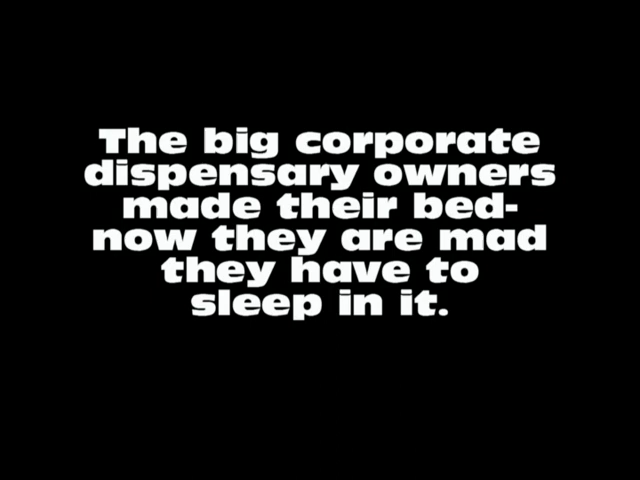 The big corporate
dispensary owners
made their bed-
now they are mad
they have to
sleep in it.